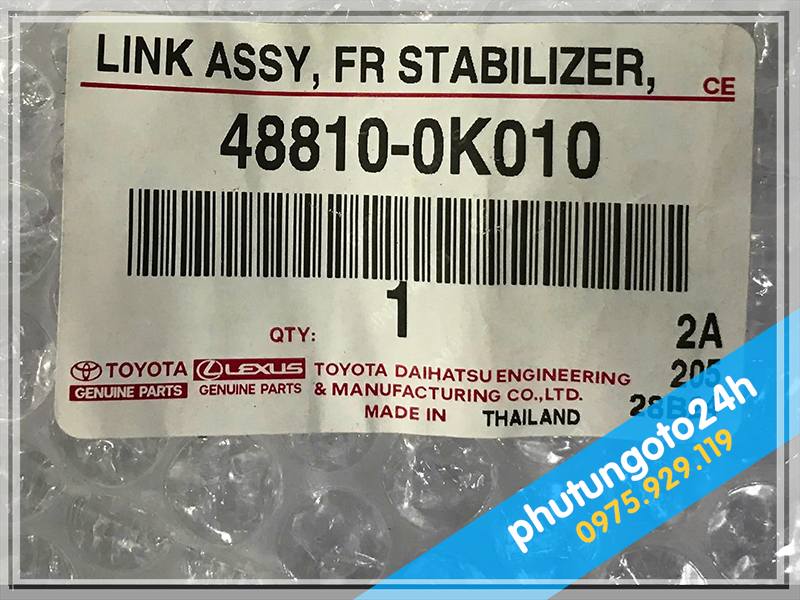 LINK ASSY, FR STABILIZER,
CE
48810-0K010
1
QTY:
2A
TOYOTA
GENUINE PARTS
LEXUS
GENUINE PARTS
TOYOTA DAIHATSU ENGINEERING
& MANUFACTURING CO.,LTD.
MADE IN THAILAND
205
phutungoto24h
0975.929.119